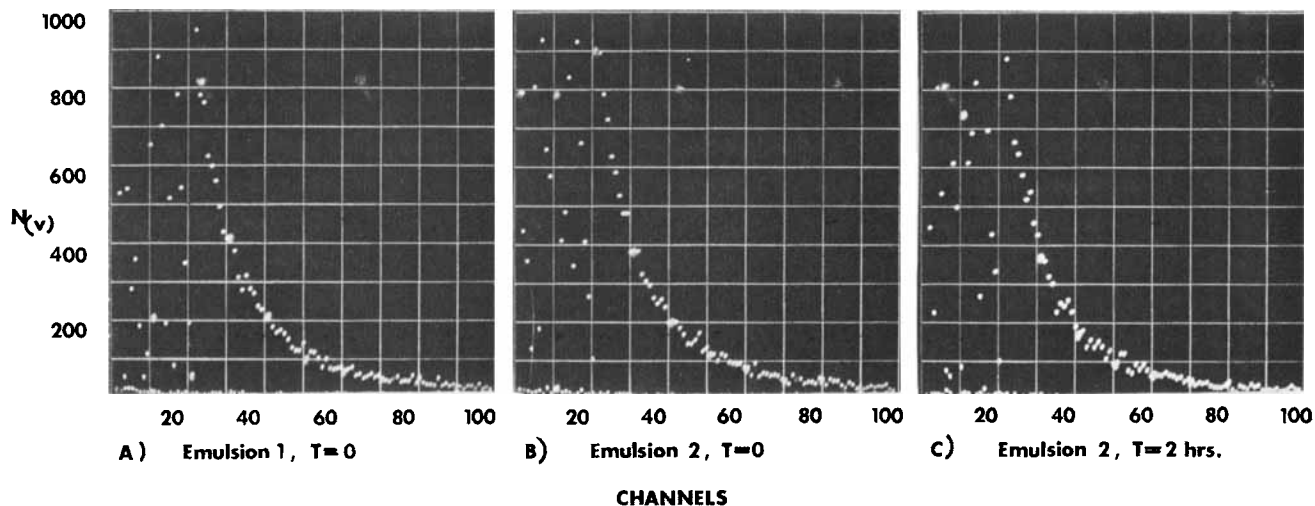 1000
800
600
N(v)
400
200
20 40 60 80 100
20 40 60 80 100
20 40 60 80 100
A) Emulsion 1, T=0
B) Emulsion 2, T=0
C) Emulsion 2, T=2 hrs.
CHANNELS